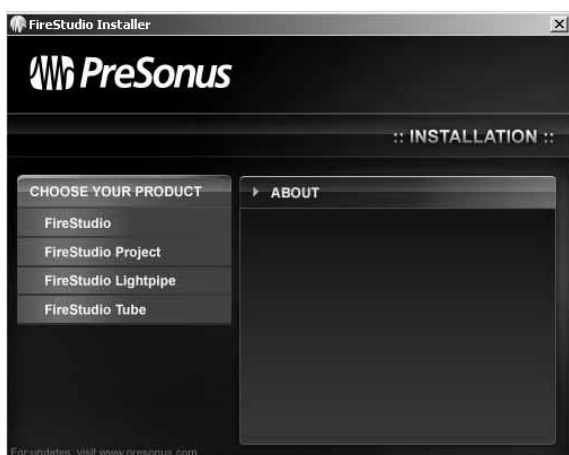 FireStudio Installer
PreSonus
:: INSTALLATION ::
CHOOSE YOUR PRODUCT
FireStudio
FireStudio Project
FireStudio Lightpipe
FireStudio Tube
ABOUT
For updates, visit www.presonus.com